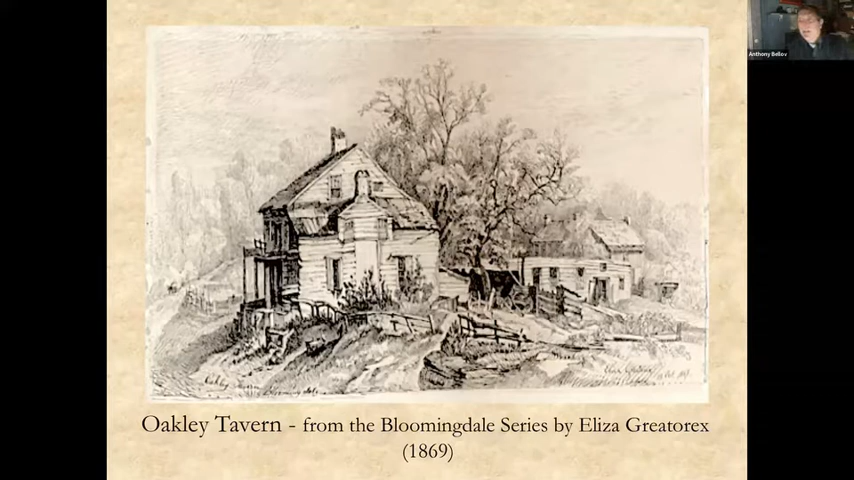 Anthony Bellov
Oakley Tavern - from the Bloomingdale Series by Eliza Greatorex
(1869)